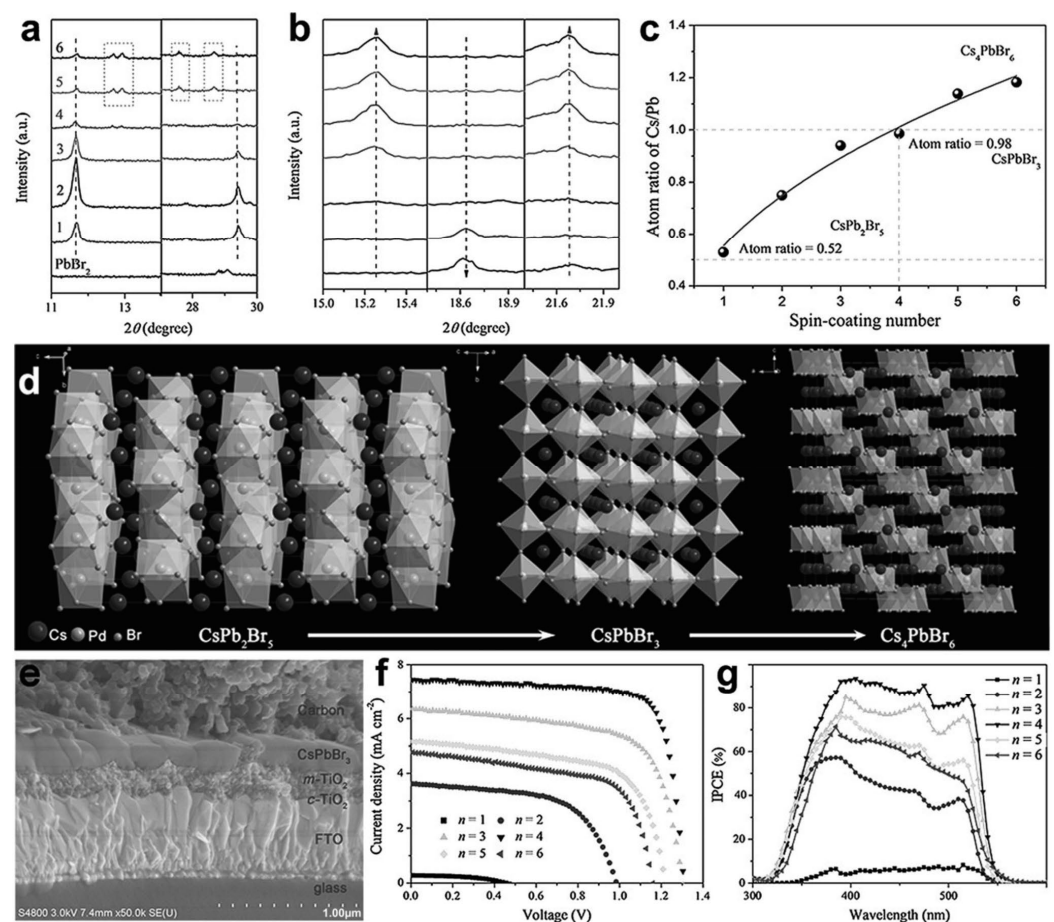 a
6
5
4
3
2
1
PbBr2
Intensity (a.u.)
11 13 28 30
2θ (degree)
b
Intensity (a.u.)
15.0 15.2 15.4 18.6 18.9 21.6 21.9
2θ (degree)
c
Cs4PbBr6
Atom ratio = 0.98
CsPbBr3
CsPb2Br5
Atom ratio = 0.52
Atom ratio of Cs/Pb
1.4
1.2
1.0
0.8
0.6
0.4
1 2 3 4 5 6
Spin-coating number
d
c a
b
c a
b
c
a
Cs Pd Br
CsPb2Br5 CsPbBr3 Cs4PbBr6
e
Carbon
CsPbBr3
m-TiO2
c-TiO2
FTO
glass
S4800 3.0kV 7.4mm x50.0k SE(U) 1.00μm
f
Current density (mA cm-2)
8
6
4
2
0
n = 1 n = 2
n = 3 n = 4
n = 5 n = 6
0.0 0.2 0.4 0.6 0.8 1.0 1.2 1.4
Voltage (V)
g
IPCE (%)
100
80
60
40
20
0
n = 1
n = 2
n = 3
n = 4
n = 5
n = 6
300 400 500
Wavelength (nm)